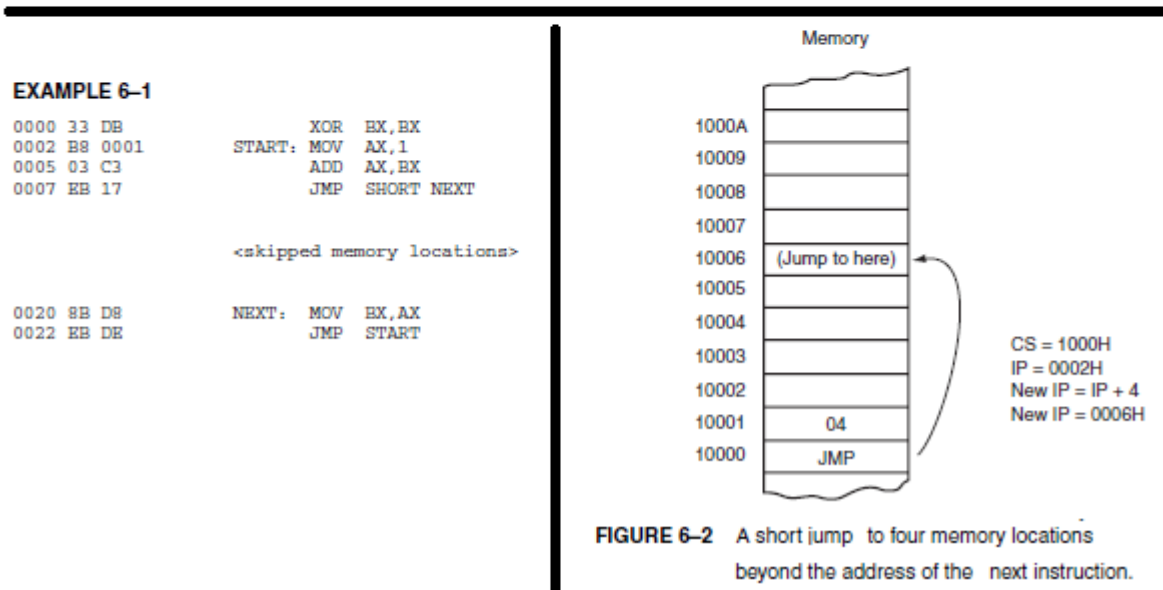 EXAMPLE 6–1
0000 33 DB XOR BX,BX
0002 B8 0001 START: MOV AX,1
0005 03 C3 ADD AX,BX
0007 EB 17 JMP SHORT NEXT
<skipped memory locations>
0020 8B D8 NEXT: MOV BX,AX
0022 EB DE JMP START
Memory
1000A
10009
10008
10007
10006 (Jump to here)
10005
10004
10003
10002
10001 04
10000 JMP
CS = 1000H
IP = 0002H
New IP = IP + 4
New IP = 0006H
FIGURE 6–2 A short jump to four memory locations
beyond the address of the next instruction.